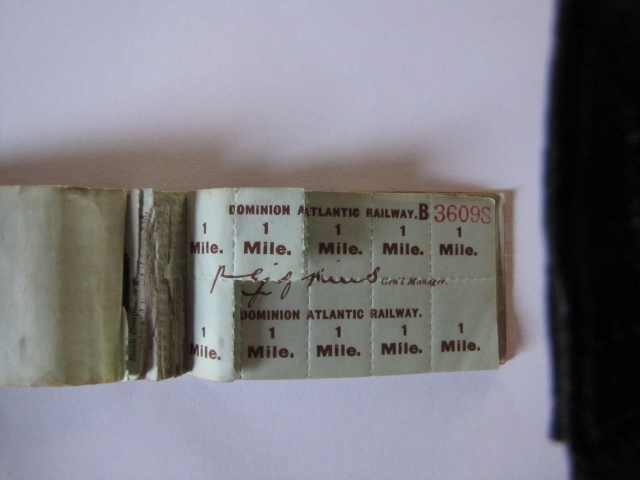 DOMINION ATLANTIC RAILWAY. B 36098
1 1 1 1 1
Mile. Mile. Mile. Mile. Mile.
Gen'l Manager.
DOMINION ATLANTIC RAILWAY.
1 1 1 1 1
Mile. Mile. Mile. Mile. Mile.